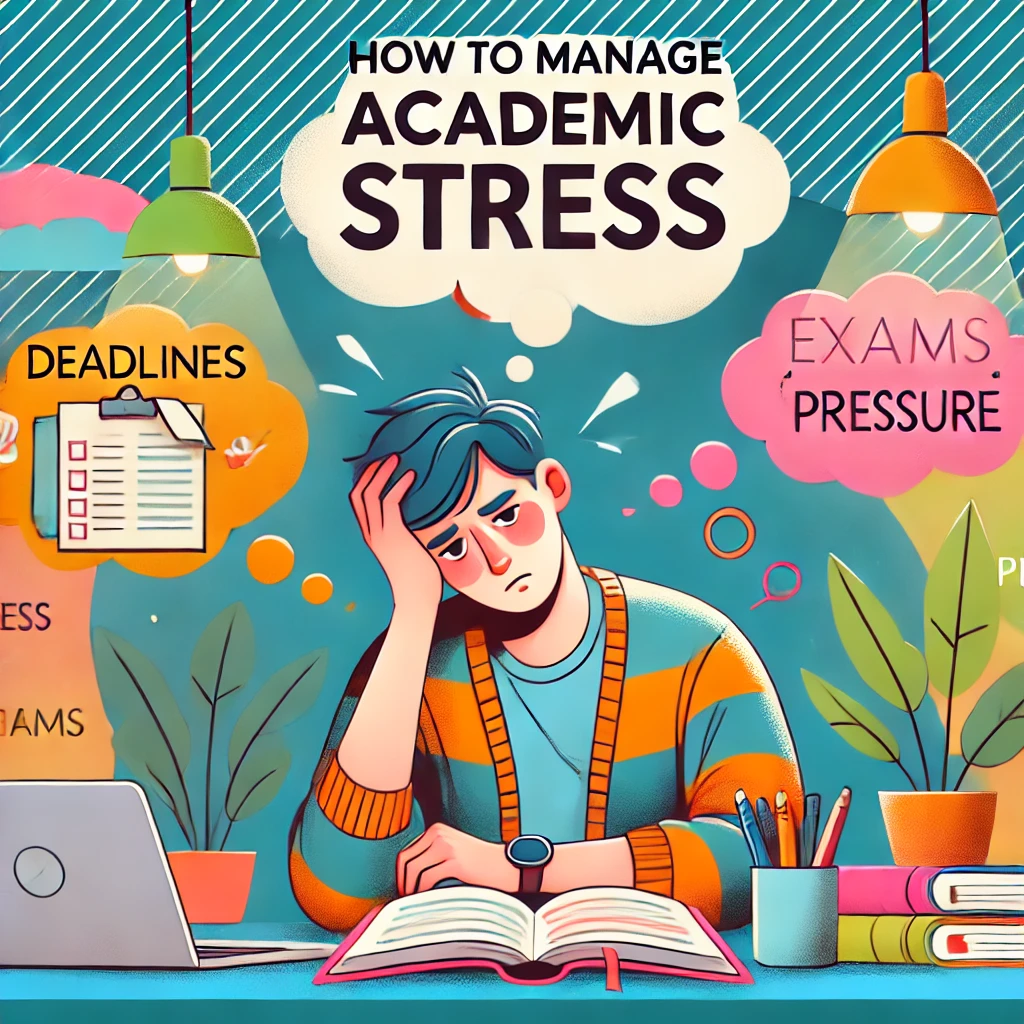 HOW TO MANAGE
ACADEMIC
STRESS
DEADLINES
EXAMS
PRESSURE
ESS
AMS